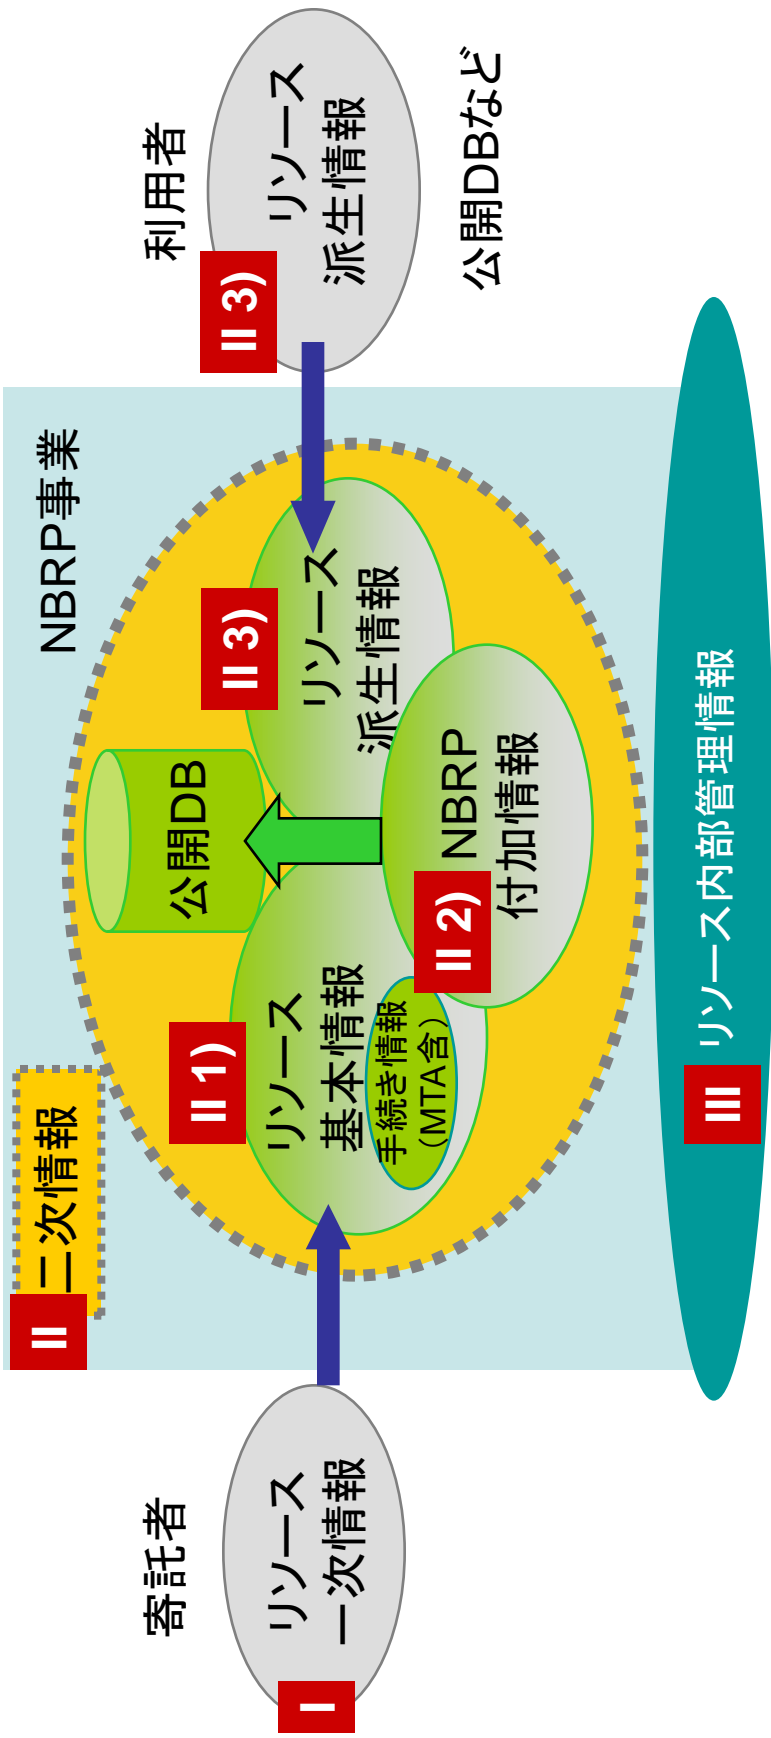 寄託者
リソース
一次情報
I
NBRP事業
II
二次情報
公開DB
II 1)
リソース
基本情報
手続き情報
（MTA含）
II 2)
NBRP
付加情報
II 3)
リソース
派生情報
利用者
II 3)
リソース
派生情報
公開DBなど
III
リソース内部管理情報